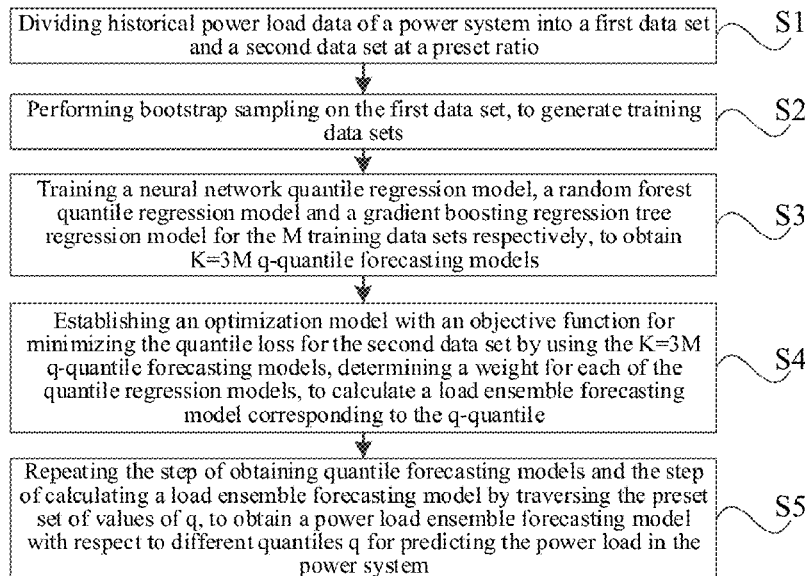 Dividing historical power load data of a power system into a first data set
and a second data set at a preset ratio
S1
Performing bootstrap sampling on the first data set, to generate training
data sets
S2
Training a neural network quantile regression model, a random forest
quantile regression model and a gradient boosting regression tree
regression model for the M training data sets respectively, to obtain
K=3M q-quantile forecasting models
S3
Establishing an optimization model with an objective function for
minimizing the quantile loss for the second data set by using the K=3M
q-quantile forecasting models, determining a weight for each of the
quantile regression models, to calculate a load ensemble forecasting
model corresponding to the q-quantile
S4
Repeating the step of obtaining quantile forecasting models and the step
of calculating a load ensemble forecasting model by traversing the preset
set of values of q, to obtain a power load ensemble forecasting model
with respect to different quantiles q for predicting the power load in the
power system
S5